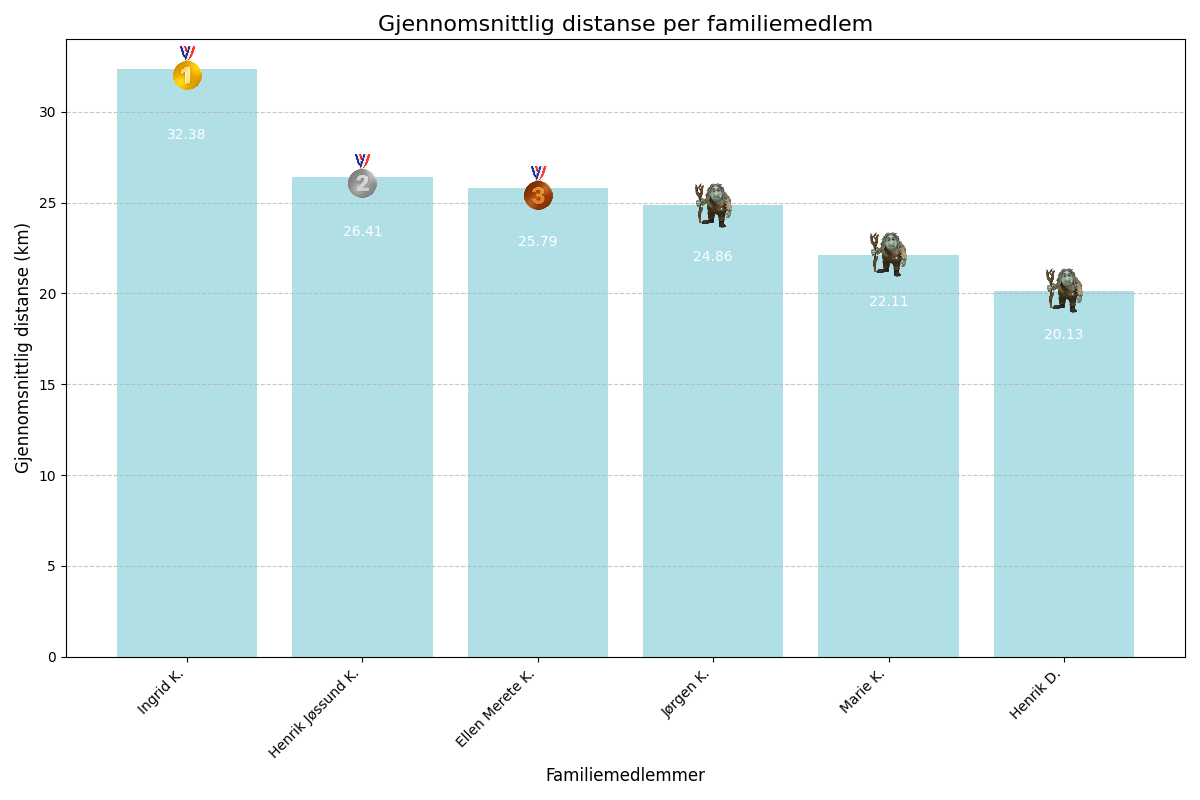 Gjennomsnittlig distanse per familiemedlem
Gjennomsnittlig distanse (km)
30
25
20
15
10
5
0
1
2
3
32.38
26.41
25.79
24.86
22.11
20.13
Ingrid K.
Henrik Jøssund K.
Ellen Merete K.
Jørgen K.
Marie K.
Henrik D.
Familiemedlemmer